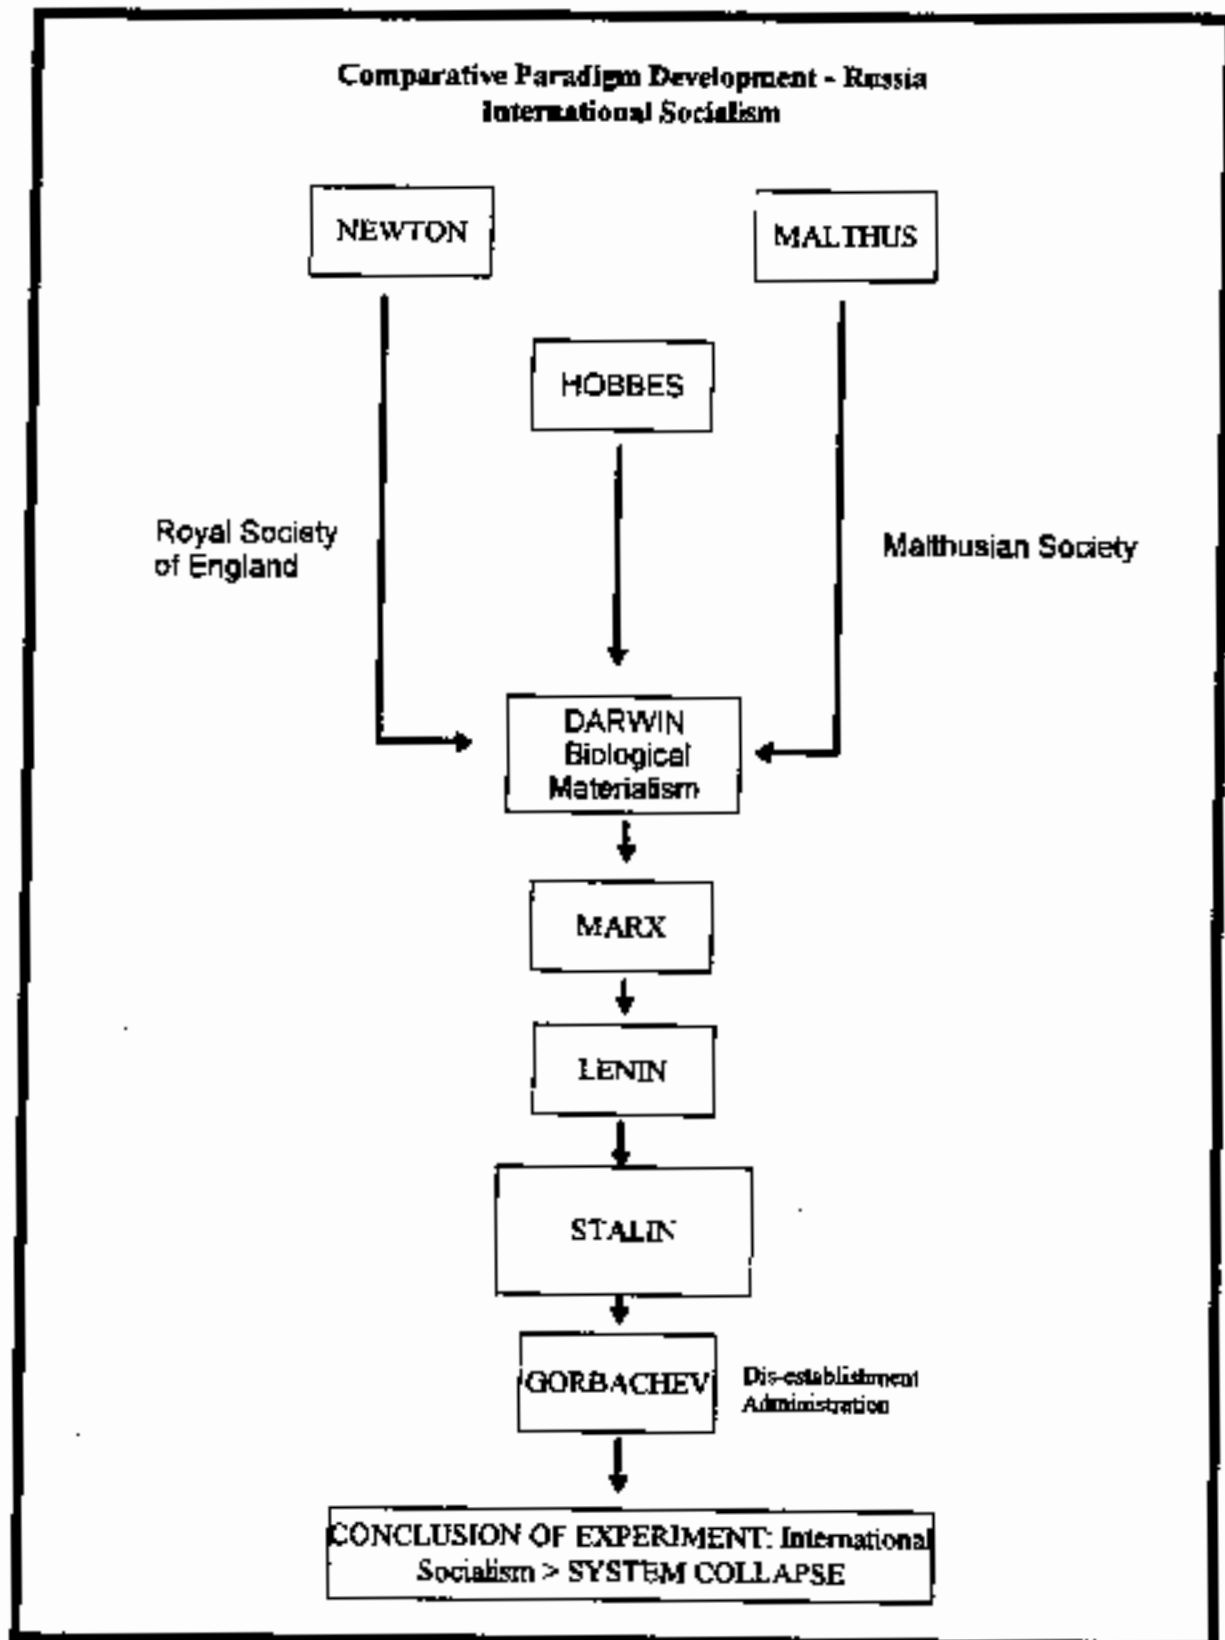 Comparative Paradigm Development - Russia
International Socialism
NEWTON
MALTHUS
HOBBES
Royal Society
of England
Malthusian Society
DARWIN
Biological
Materialism
MARX
LENIN
STALIN
GORBACHEV
Dis-establishment
Administration
CONCLUSION OF EXPERIMENT: International
Socialism > SYSTEM COLLAPSE